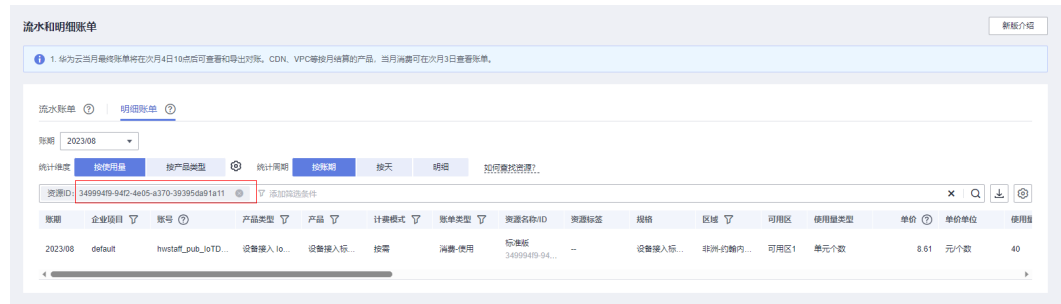 流水和明细账单
新版介绍
1. 华为云当月最终账单将在次月4日10点后可查看和导出对账。CDN、VPC等按月结算的产品，当月消费可在次月3日查看账单。
流水账单 明细账单
账期 2023/08
统计维度 按使用量 按产品类型 统计周期 按账期 按天 明细 如何查找资源?
资源ID: 349994f9-94f2-4e05-a370-39395da91a11 添加筛选条件
账期 企业项目 账号 产品类型 产品 计费模式 账单类型 资源名称/ID 资源标签 规格 区域 可用区 使用量类型 单价 单价单位 使用量
2023/08 default hwstaff_pub_IoTD... 设备接入 Io... 设备接入标... 按需 消费-使用 标准版 -- 设备接入标... 非洲-约翰内... 可用区1 单元个数 8.61 元/个数 40
349994f9-94...